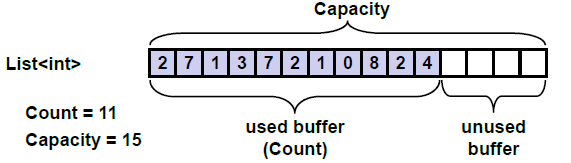 Capacity
List<int>
2 7 1 3 7 2 1 0 8 2 4
Count = 11
Capacity = 15
used buffer
(Count)
unused
buffer